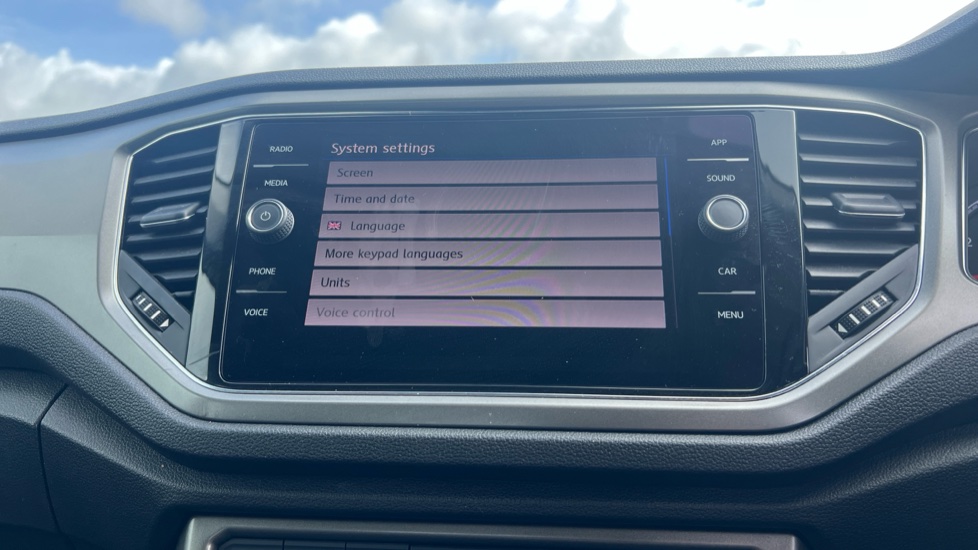 RADIO
MEDIA
PHONE
VOICE
System settings
Screen
Time and date
Language
More keypad languages
Units
Voice control
APP
SOUND
CAR
MENU